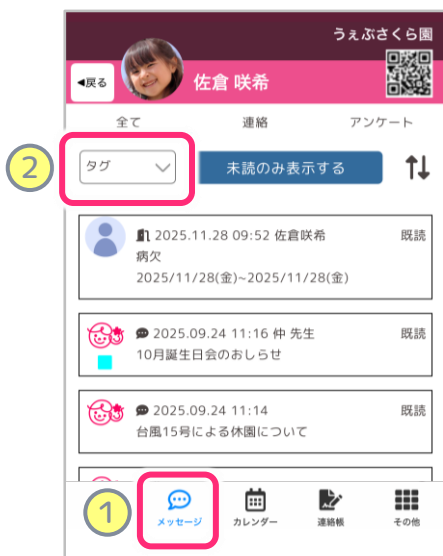 うぇぶさくら園
◀戻る
佐倉 咲希
全て 連絡 アンケート
2
タグ
未読のみ表示する
2025.11.28 09:52 佐倉咲希 既読
病欠
2025/11/28(金)~2025/11/28(金)
2025.09.24 11:16 仲 先生 既読
10月誕生日会のおしらせ
2025.09.24 11:14 既読
台風15号による休園について
1
メッセージ カレンダー 連絡帳 その他